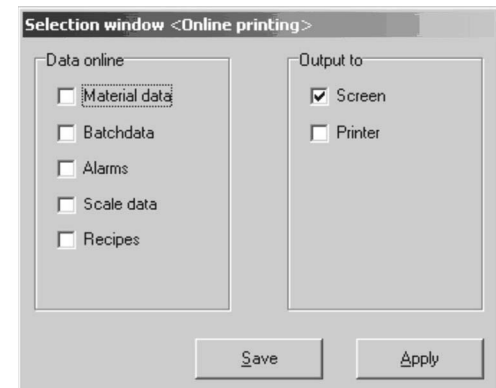 Selection window <Online printing>
Data online
Material data
Batchdata
Alarms
Scale data
Recipes
Output to
Screen
Printer
Save
Apply